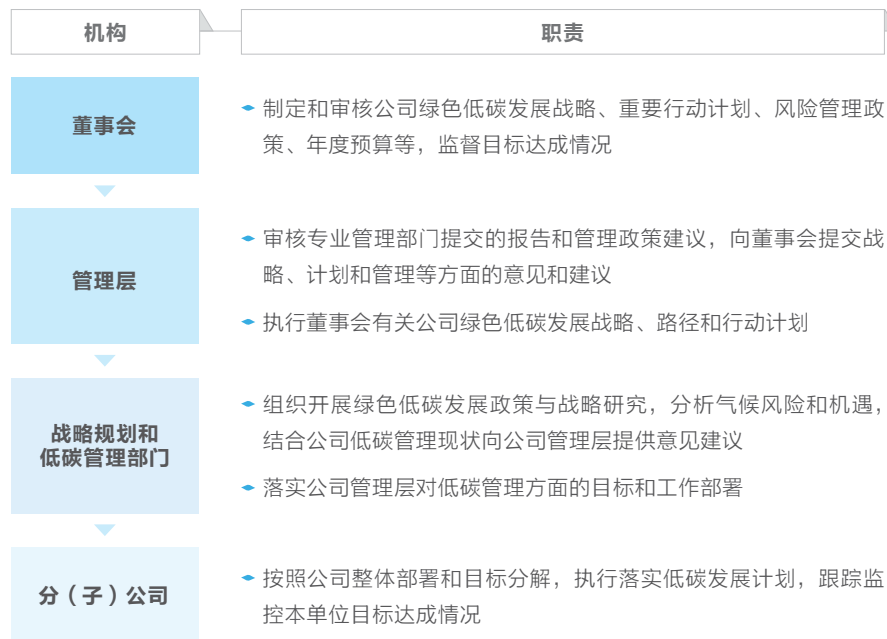 机构
职责
董事会
制定和审核公司绿色低碳发展战略、重要行动计划、风险管理政
策、年度预算等，监督目标达成情况
管理层
审核专业管理部门提交的报告和管理政策建议，向董事会提交战
略、计划和管理等方面的意见和建议
执行董事会有关公司绿色低碳发展战略、路径和行动计划
战略规划和
低碳管理部门
组织开展绿色低碳发展政策与战略研究，分析气候风险和机遇，
结合公司低碳管理现状向公司管理层提供意见建议
落实公司管理层对低碳管理方面的目标和工作部署
分（子）公司
按照公司整体部署和目标分解，执行落实低碳发展计划，跟踪监
控本单位目标达成情况